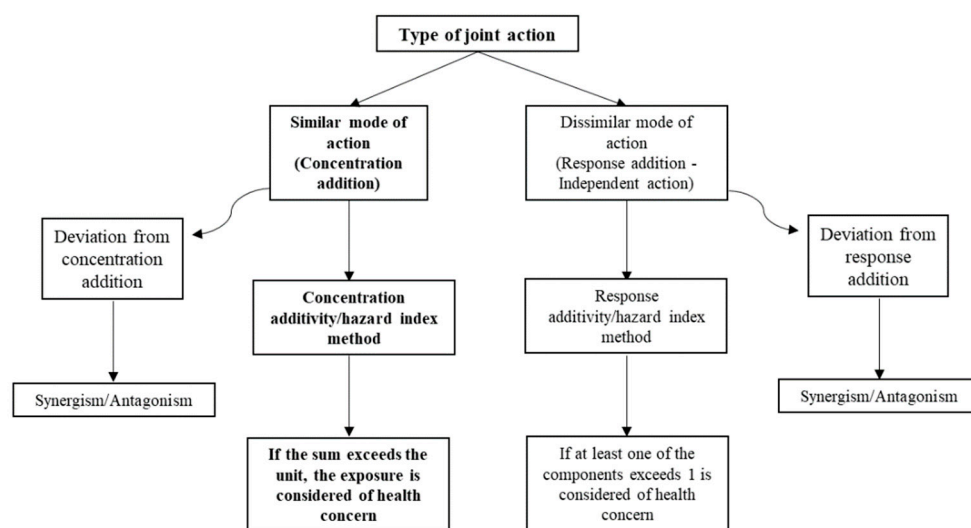 Type of joint action
Similar mode of
action
(Concentration
addition)
Dissimilar mode of
action
(Response addition -
Independent action)
Deviation from
concentration
addition
Deviation from
response
addition
Concentration
additivity/hazard index
method
Response
additivity/hazard index
method
Synergism/Antagonism
Synergism/Antagonism
If the sum exceeds the
unit, the exposure is
considered of health
concern
If at least one of the
components exceeds 1 is
considered of health
concern